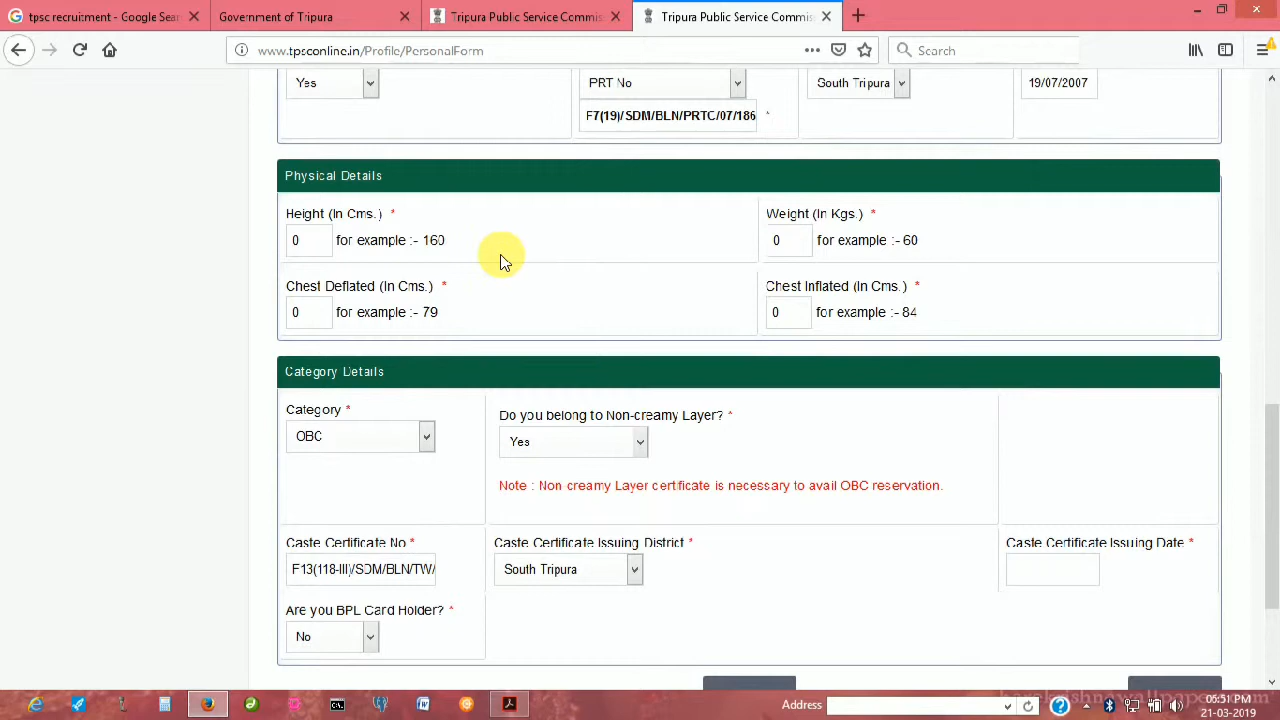 tpsc recruitment - Google Sear
Government of Tripura
Tripura Public Service Commis
Tripura Public Service Commis
www.tpsconline.in/Profile/PersonalForm
Search
Yes
PRT No
South Tripura
19/07/2007
F7(19)/SDM/BLN/PRTC/07/186 *
Physical Details
Height (In Cms.) *
Weight (In Kgs.) *
0 for example :- 160
0 for example :- 60
Chest Deflated (In Cms.) *
Chest Inflated (In Cms.) *
0 for example :- 79
0 for example :- 84
Category Details
Category *
Do you belong to Non-creamy Layer? *
OBC
Yes
Note : Non creamy Layer certificate is necessary to avail OBC reservation.
Caste Certificate No *
Caste Certificate Issuing District *
Caste Certificate Issuing Date *
F13(118-III)/SDM/BLN/TW/
South Tripura
Are you BPL Card Holder? *
No
Address
06:51 PM
21-03-2019